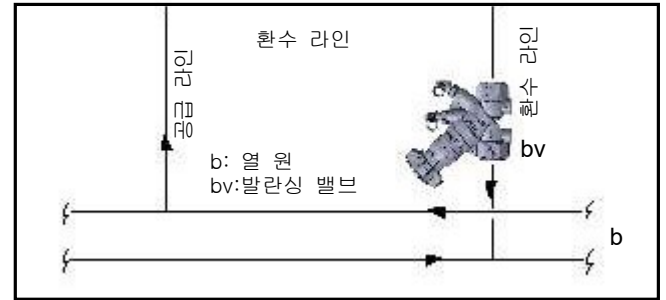 환수 라인
공급 라인
환수 라인
bv
b: 열 원
bv:발란싱 밸브
b